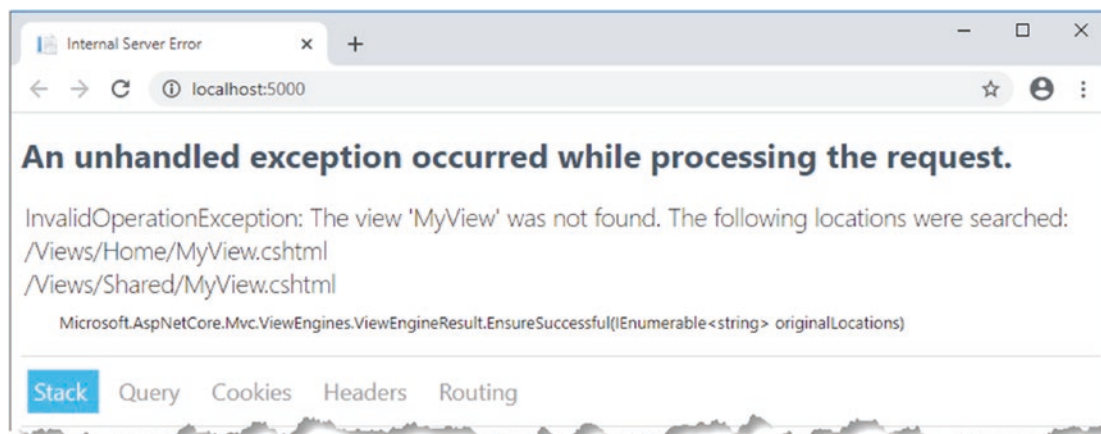 Internal Server Error
localhost:5000
An unhandled exception occurred while processing the request.
InvalidOperationException: The view 'MyView' was not found. The following locations were searched:
/Views/Home/MyView.cshtml
/Views/Shared/MyView.cshtml
Microsoft.AspNetCore.Mvc.ViewEngines.ViewEngineResult.EnsureSuccessful(IEnumerable<string> originalLocations)
Stack Query Cookies Headers Routing